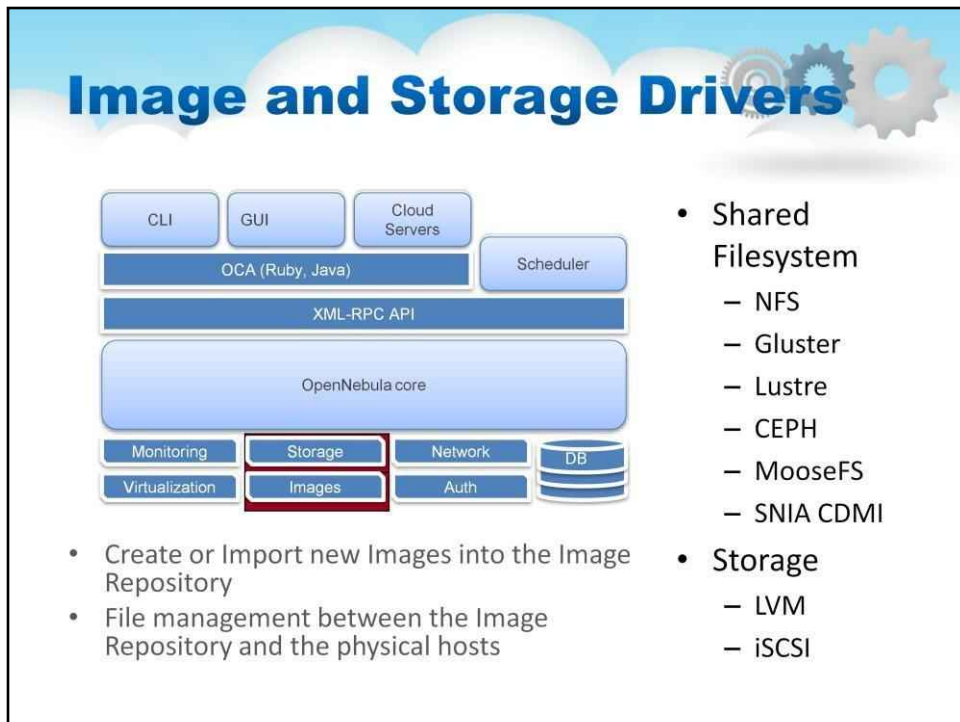 Image and Storage Drivers
CLI
GUI
Cloud
Servers
Scheduler
OCA (Ruby, Java)
XML-RPC API
OpenNebula core
Monitoring
Storage
Network
DB
Virtualization
Images
Auth
• Create or Import new Images into the Image
Repository
• File management between the Image
Repository and the physical hosts
• Shared
Filesystem
– NFS
– Gluster
– Lustre
– CEPH
– MooseFS
– SNIA CDMI
• Storage
– LVM
– iSCSI